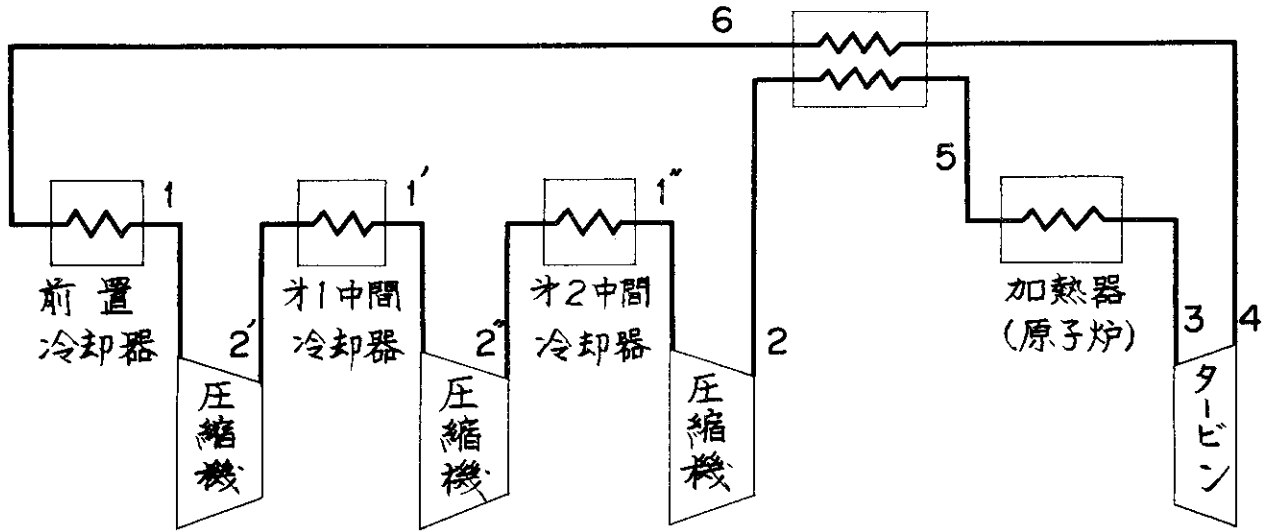 6
5
1
1′
1″
前置
冷却器
才1中間
冷却器
才2中間
冷却器
加熱器
(原子炉)
2′
2″
2
3
4
圧縮機
圧縮機
圧縮機
タービン